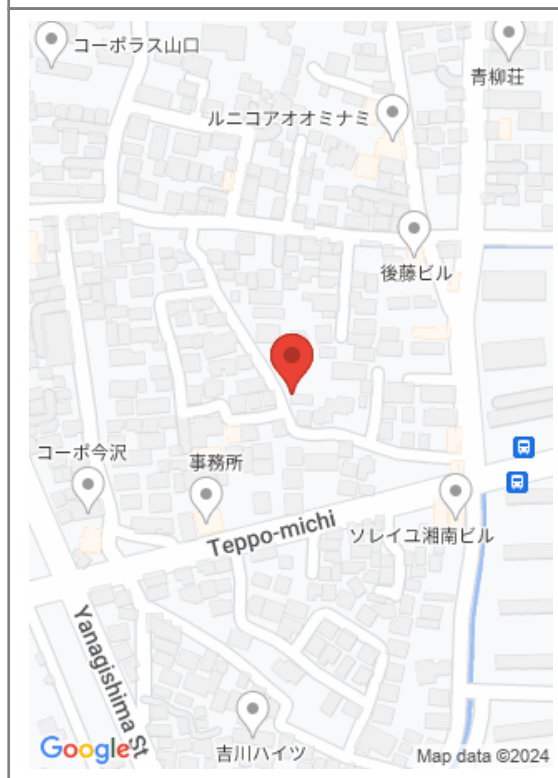 コーポラス山口
青柳荘
ルニコアオオミナミ
後藤ビル
コーポ今沢
事務所
Teppo-michi
ソレイユ湘南ビル
Yanagishima St
吉川ハイツ
Google
Map data ©2024